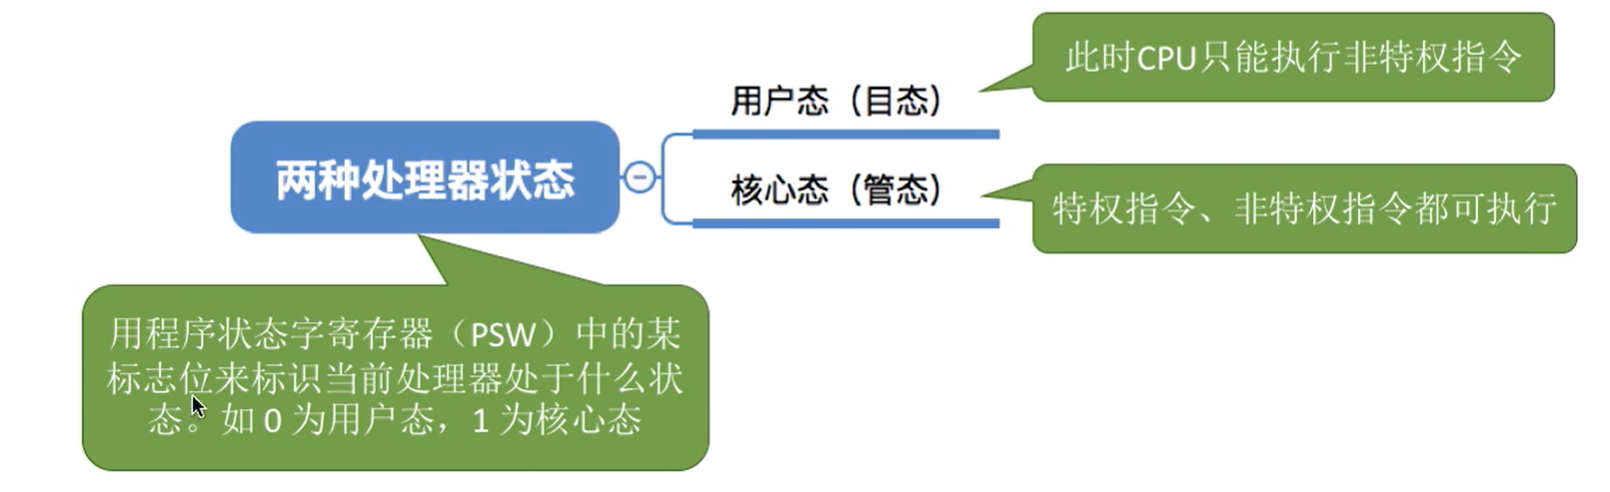 此时CPU只能执行非特权指令
用户态（目态）
两种处理器状态
核心态（管态）
特权指令、非特权指令都可执行
用程序状态字寄存器（PSW）中的某
标志位来标识当前处理器处于什么状
态。如 0 为用户态，1 为核心态